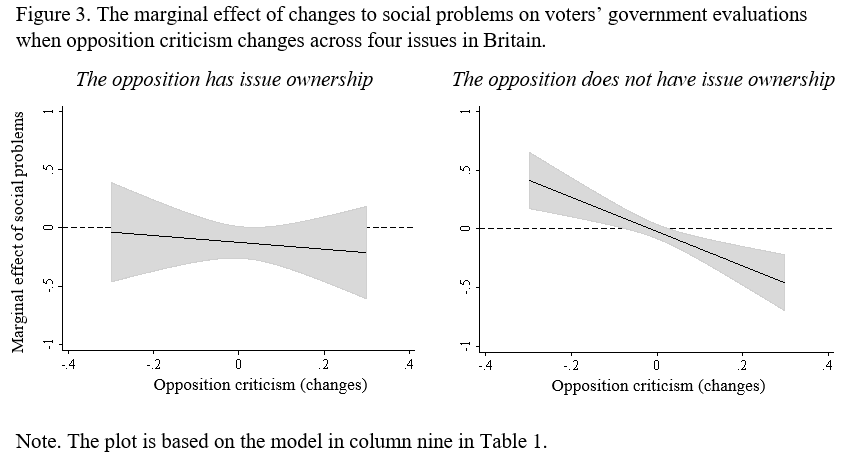 Figure 3. The marginal effect of changes to social problems on voters’ government evaluations
when opposition criticism changes across four issues in Britain.
The opposition has issue ownership
The opposition does not have issue ownership
Marginal effect of social problems
1
.5
0
-.5
-1
-.4
-.2
0
.2
.4
Opposition criticism (changes)
1
.5
0
-.5
-1
-.4
-.2
0
.2
.4
Opposition criticism (changes)
Note. The plot is based on the model in column nine in Table 1.